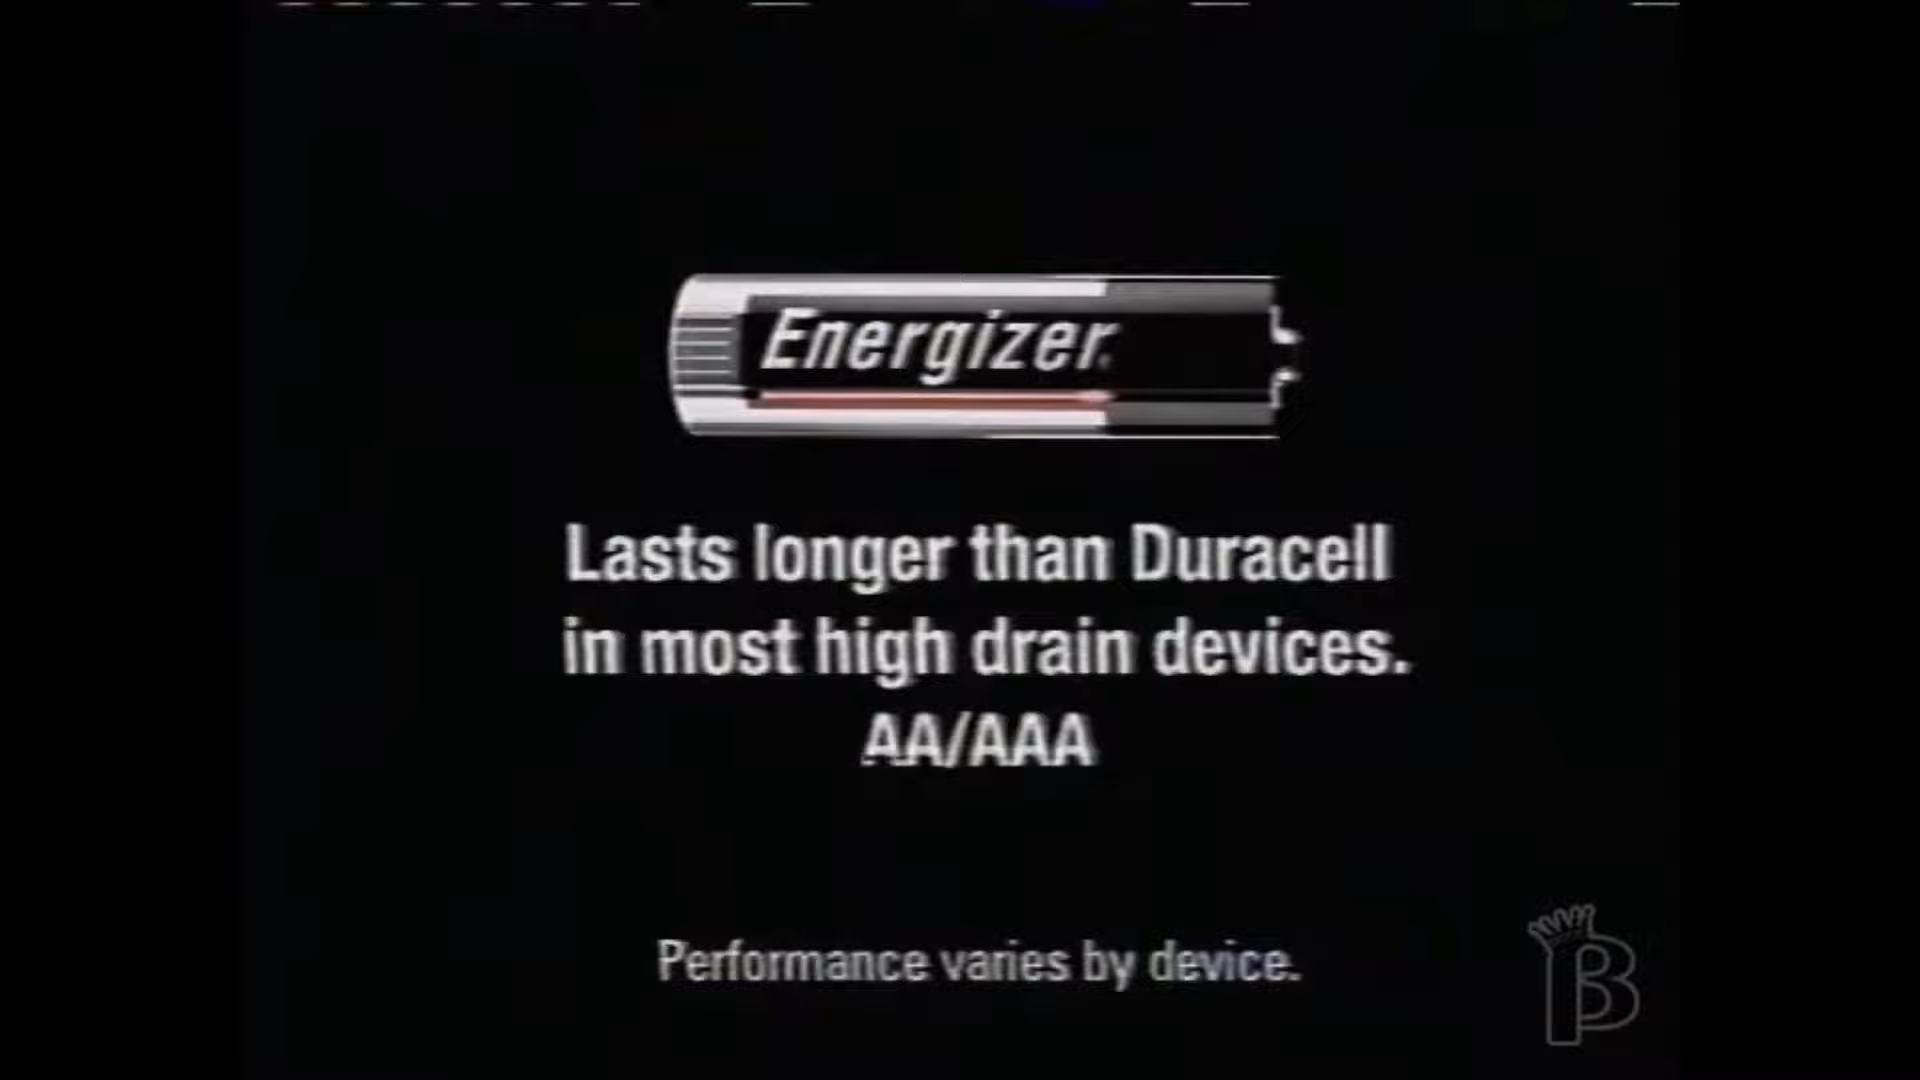 Energizer.
Lasts longer than Duracell
in most high drain devices.
AA/AAA
Performance varies by device.
B